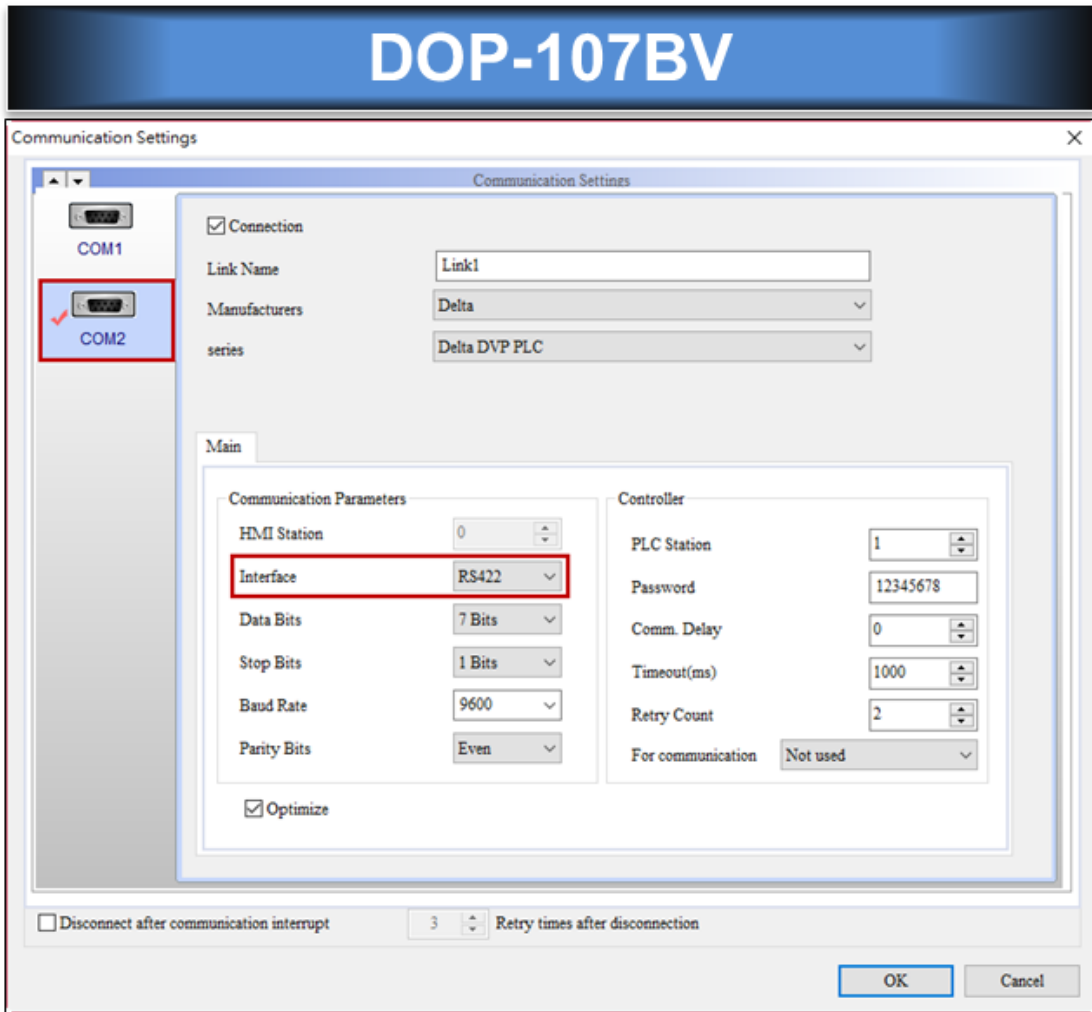 DOP-107BV
Communication Settings
Communication Settings
COM1
COM2
Connection
Link Name Link1
Manufacturers Delta
series Delta DVP PLC
Main
Communication Parameters
HMI Station 0
Interface RS422
Data Bits 7 Bits
Stop Bits 1 Bits
Baud Rate 9600
Parity Bits Even
Optimize
Controller
PLC Station 1
Password 12345678
Comm. Delay 0
Timeout(ms) 1000
Retry Count 2
For communication Not used
Disconnect after communication interrupt 3 Retry times after disconnection
OK Cancel